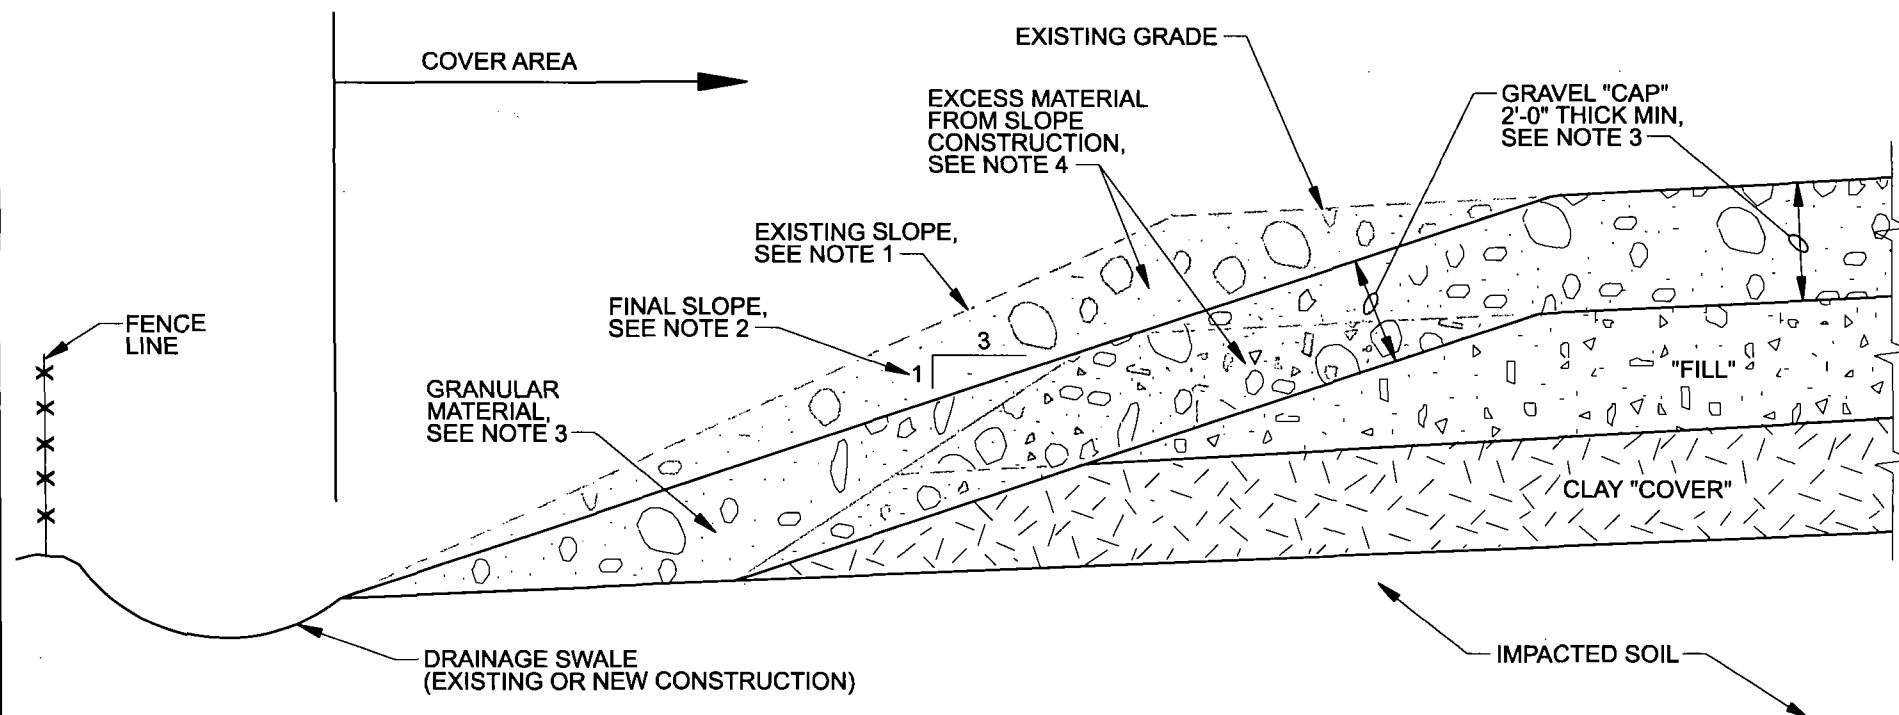 COVER AREA
EXISTING GRADE
EXCESS MATERIAL
FROM SLOPE
CONSTRUCTION,
SEE NOTE 4
GRAVEL "CAP"
2'-0" THICK MIN,
SEE NOTE 3
EXISTING SLOPE,
SEE NOTE 1
FINAL SLOPE,
SEE NOTE 2
FENCE
LINE
3
1
GRANULAR
MATERIAL,
SEE NOTE 3
"FILL"
CLAY "COVER"
DRAINAGE SWALE
(EXISTING OR NEW CONSTRUCTION)
IMPACTED SOIL